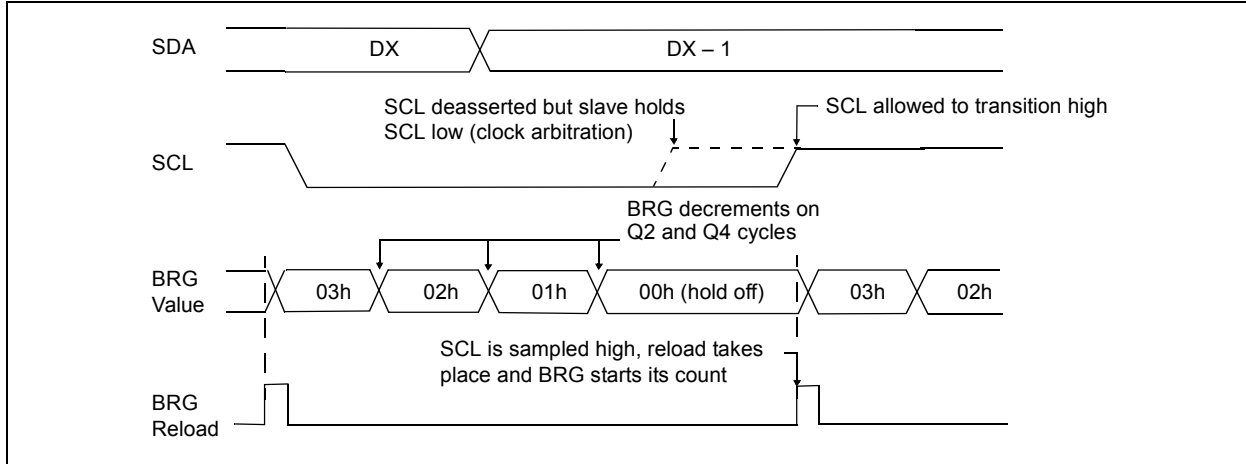 SDA
DX
DX – 1
SCL deasserted but slave holds
SCL low (clock arbitration)
SCL allowed to transition high
SCL
BRG decrements on
Q2 and Q4 cycles
BRG
Value
03h
02h
01h
00h (hold off)
03h
02h
SCL is sampled high, reload takes
place and BRG starts its count
BRG
Reload